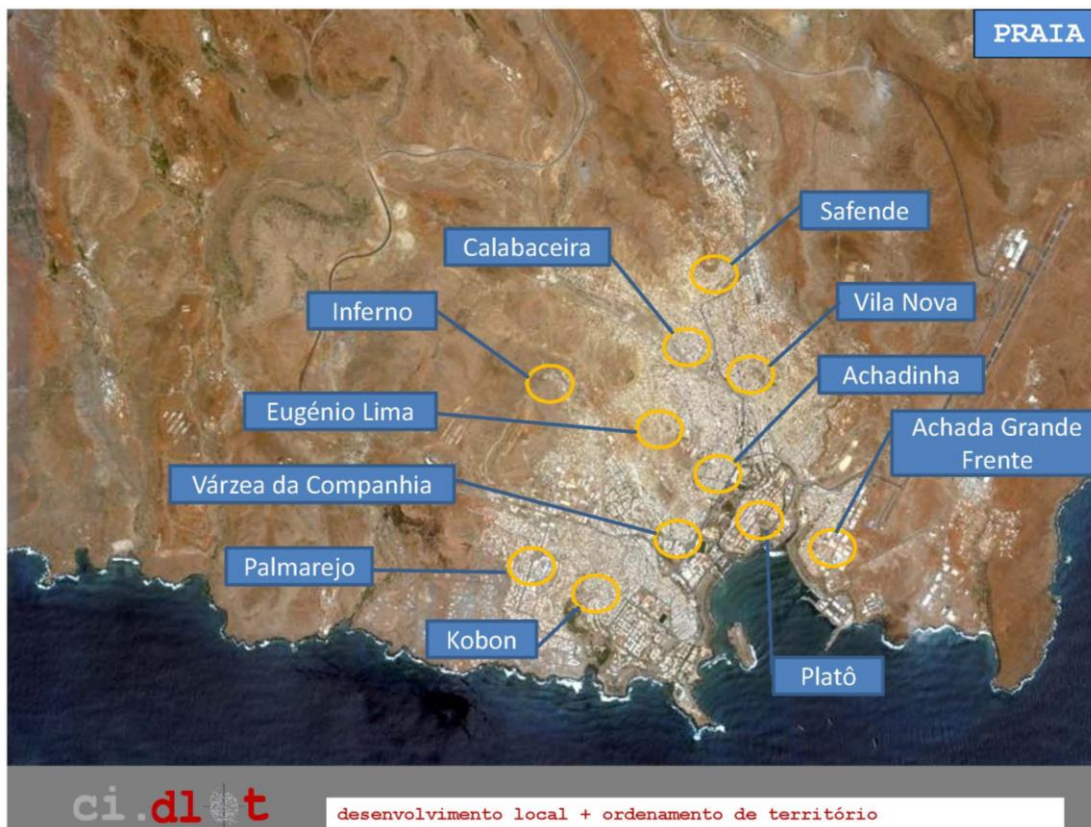 PRAIA
Safende
Calabaceira
Vila Nova
Inferno
Achadinha
Eugénio Lima
Achada Grande
Frente
Várzea da Companhia
Palmarejo
Kobon
Platô
ci.dlot
desenvolvimento local + ordenamento de território